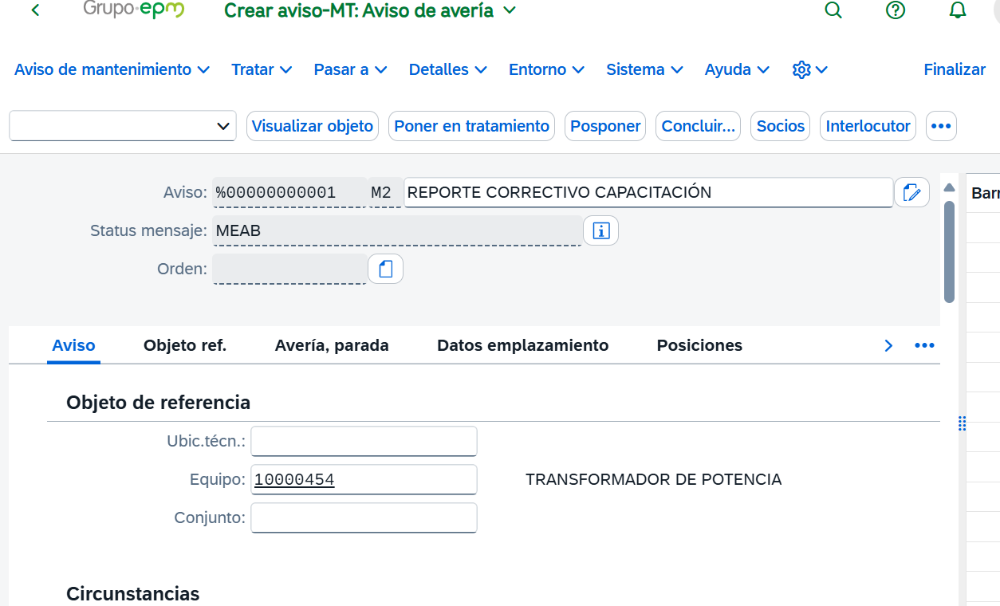 Grupo·epm Crear aviso-MT: Aviso de avería
Aviso de mantenimiento Tratar Pasar a Detalles Entorno Sistema Ayuda Finalizar
Visualizar objeto Poner en tratamiento Posponer Concluir... Socios Interlocutor
Aviso: %00000000001 M2 REPORTE CORRECTIVO CAPACITACIÓN
Status mensaje: MEAB
Orden:
Aviso Objeto ref. Avería, parada Datos emplazamiento Posiciones
Objeto de referencia
Ubic.técn.:
Equipo: 10000454 TRANSFORMADOR DE POTENCIA
Conjunto:
Circunstancias